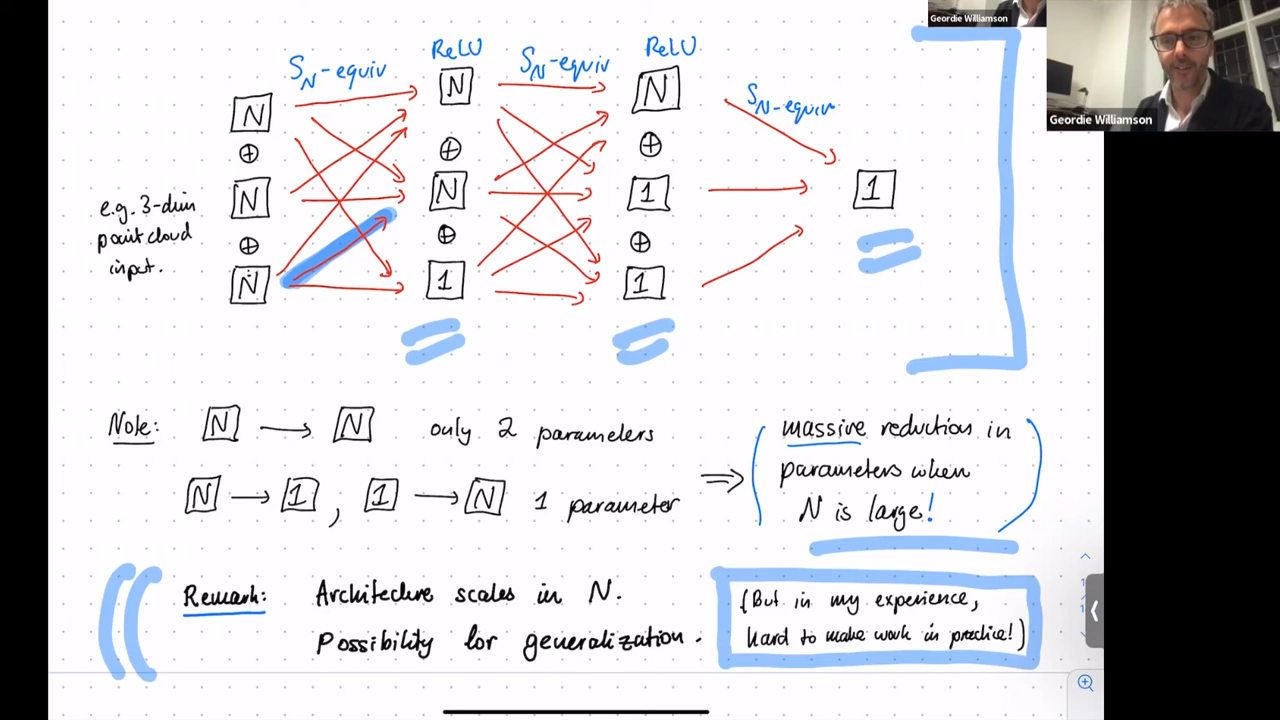 Geordie Williamson
Geordie Williamson
S_N-equiv
ReLU
S_N-equiv
ReLU
S_N-equiv
N
N
N
⊕
⊕
⊕
N
N
1
1
⊕
⊕
⊕
N
1
1
e.g. 3-dim
point cloud
input.
Note: N → N only 2 parameters
N → 1 , 1 → N 1 parameter
⇒ ( massive reduction in
parameters when
N is large! )
Remark: Architecture scales in N.
Possibility for generalization.
(But in my experience,
hard to make work in practice!)